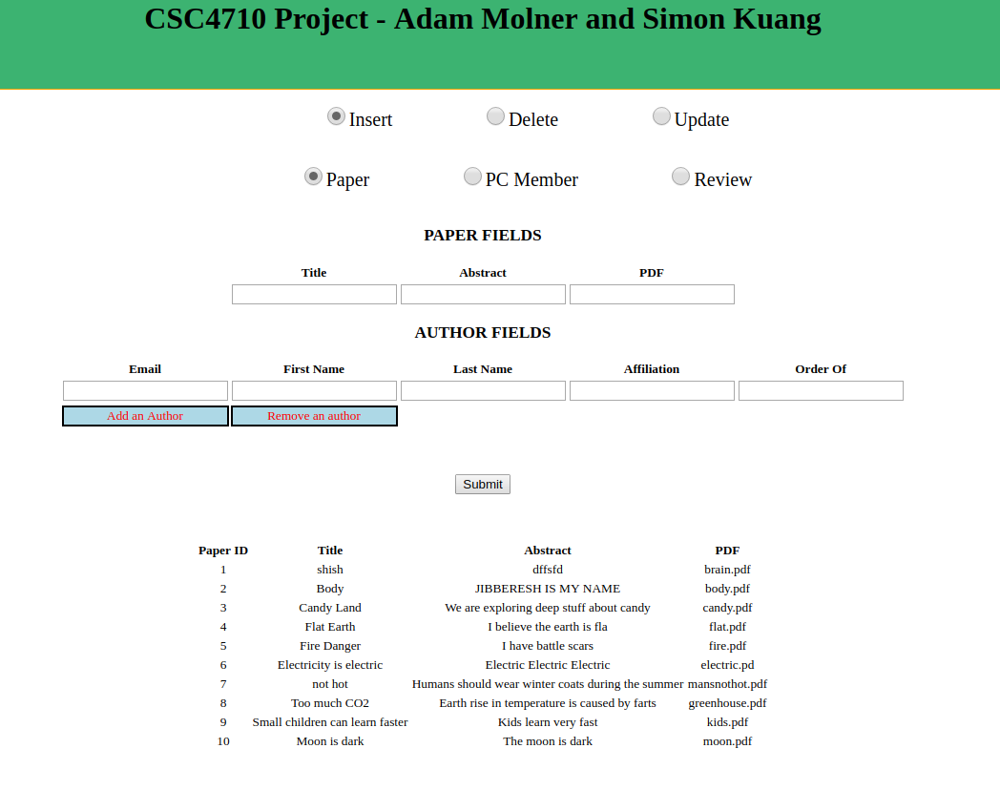 CSC4710 Project - Adam Molner and Simon Kuang
Insert Delete Update
Paper PC Member Review
PAPER FIELDS
Title Abstract PDF
AUTHOR FIELDS
Email First Name Last Name Affiliation Order Of
Add an Author Remove an author
Submit
Paper ID Title Abstract PDF
1 shish dffsfd brain.pdf
2 Body JIBBERESH IS MY NAME body.pdf
3 Candy Land We are exploring deep stuff about candy candy.pdf
4 Flat Earth I believe the earth is fla flat.pdf
5 Fire Danger I have battle scars fire.pdf
6 Electricity is electric Electric Electric Electric electric.pd
7 not hot Humans should wear winter coats during the summer mansnothot.pdf
8 Too much CO2 Earth rise in temperature is caused by farts greenhouse.pdf
9 Small children can learn faster Kids learn very fast kids.pdf
10 Moon is dark The moon is dark moon.pdf